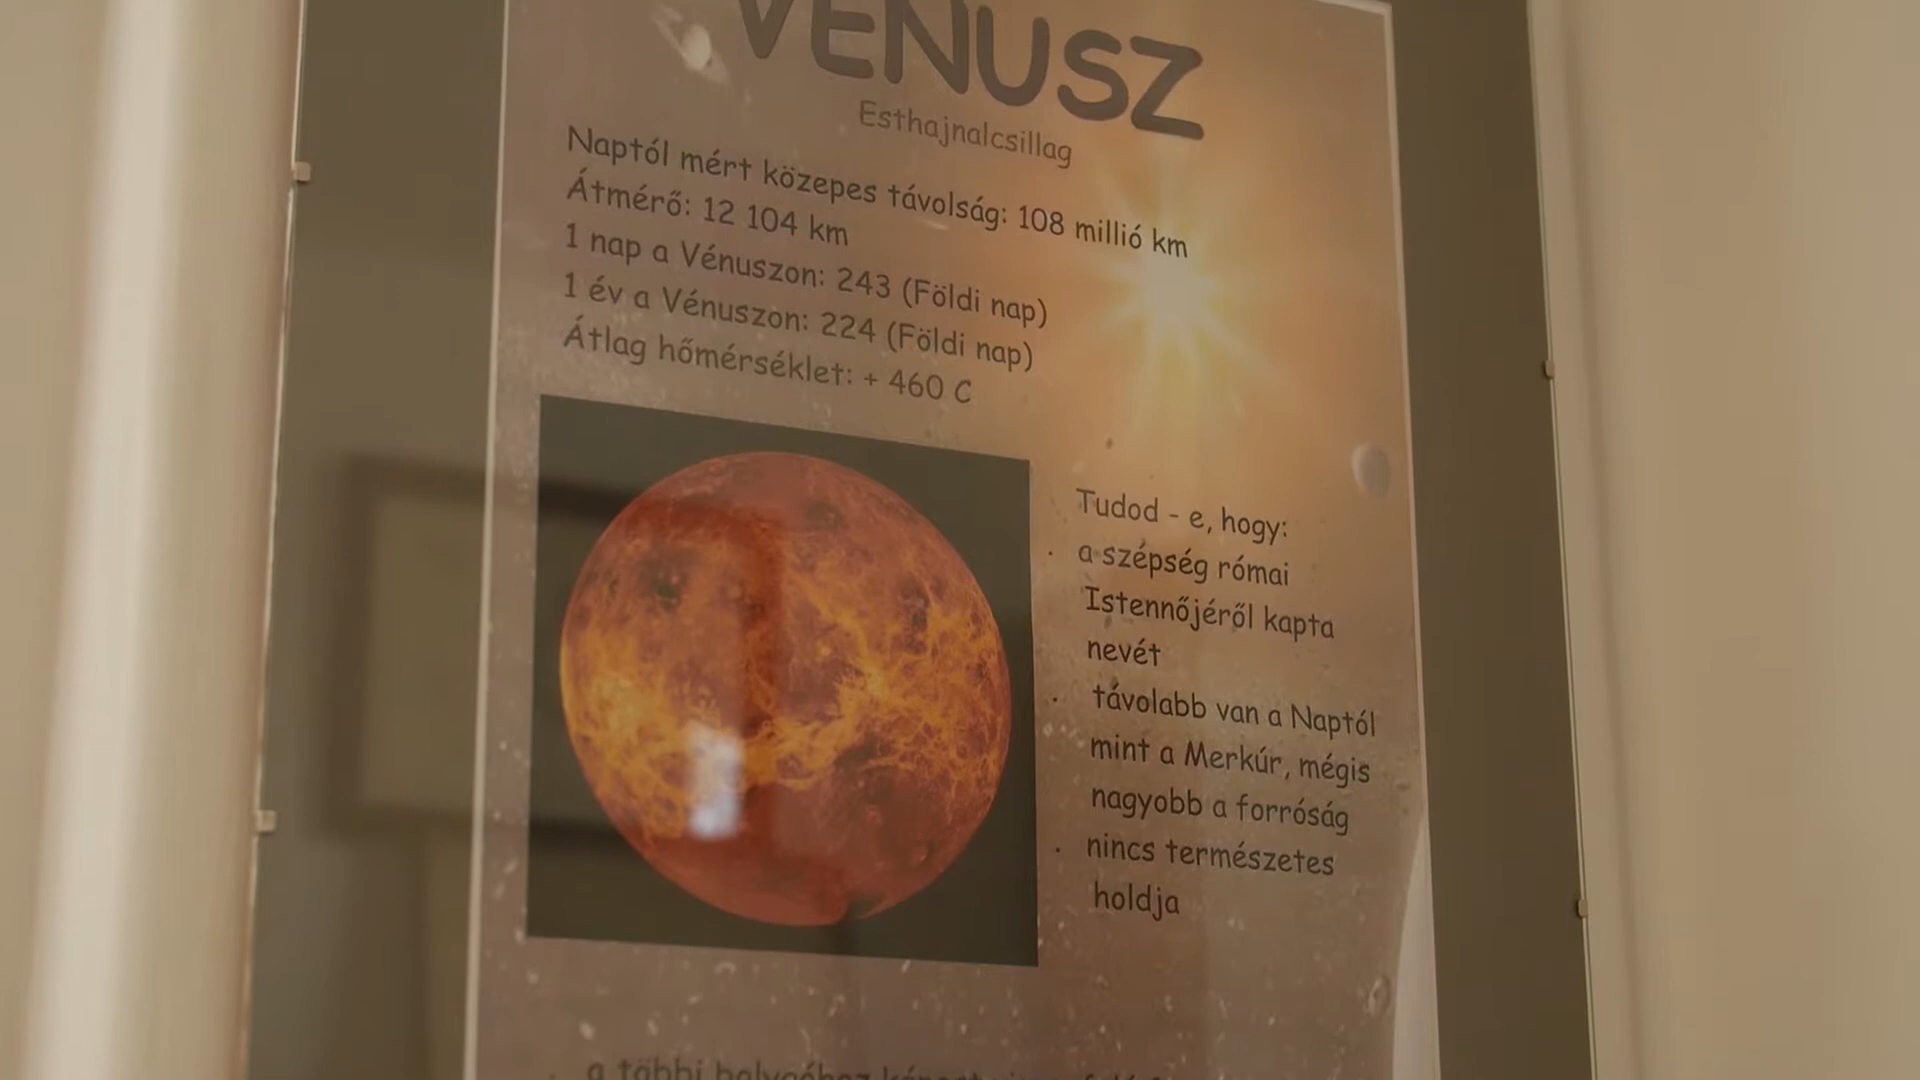 VÉNUSZ
Esthajnalcsillag
Naptól mért közepes távolság: 108 millió km
Átmérő: 12 104 km
1 nap a Vénuszon: 243 (Földi nap)
1 év a Vénuszon: 224 (Földi nap)
Átlag hőmérséklet: + 460 C
Tudod - e, hogy:
· a szépség római
Istennőjéről kapta
nevét
· távolabb van a Naptól
mint a Merkúr, mégis
nagyobb a forróság
· nincs természetes
holdja
· a többi bolygóhoz